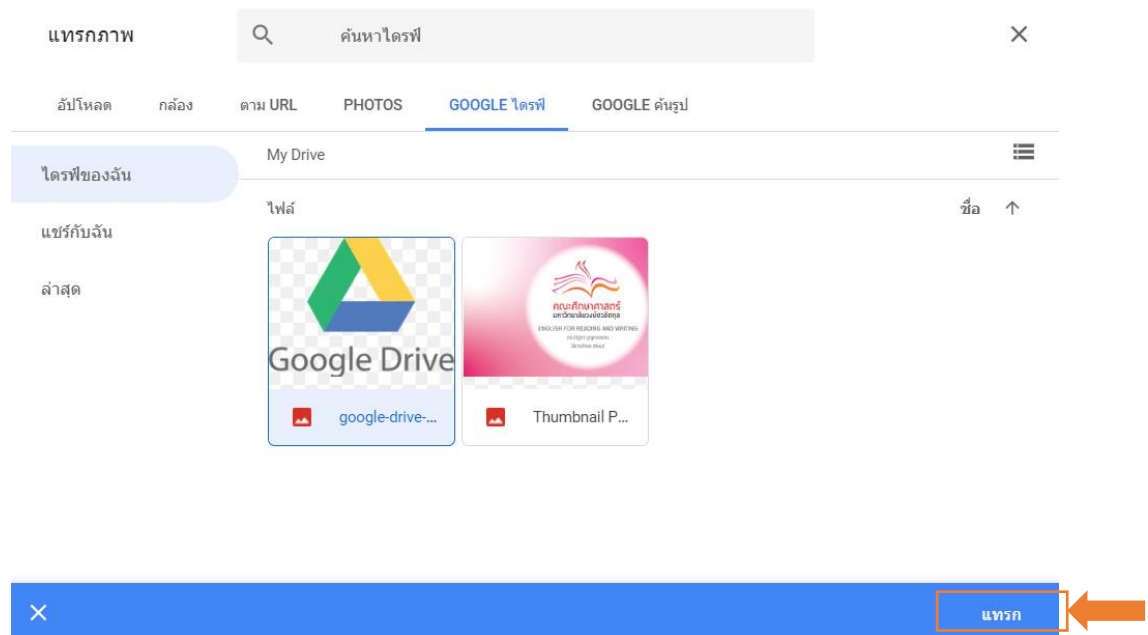 แทรกภาพ
ค้นหาไดรฟ์
อัปโหลด กล้อง ตาม URL PHOTOS GOOGLE ไดรฟ์ GOOGLE ค้นรูป
ไดรฟ์ของฉัน
แชร์กับฉัน
ล่าสุด
My Drive
ไฟล์ ชื่อ
Google Drive
google-drive-...
คณะศึกษาศาสตร์
ENGLISH FOR READING AND WRITING
Thumbnail P...
แทรก